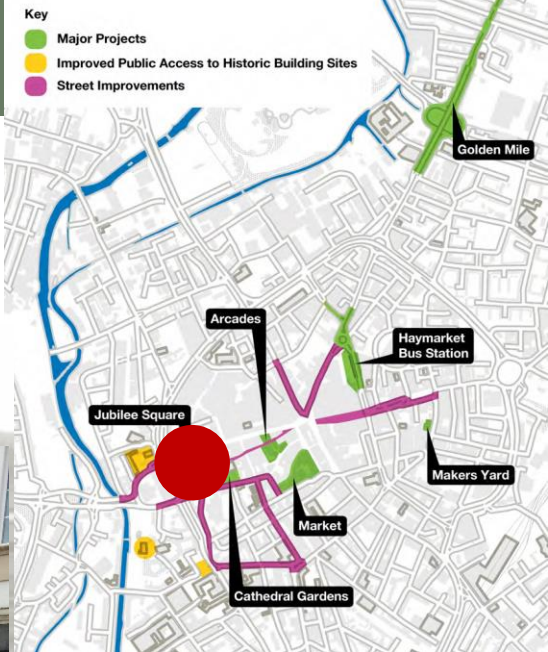 Key
Major Projects
Improved Public Access to Historic Building Sites
Street Improvements
Golden Mile
Arcades
Haymarket
Bus Station
Jubilee Square
Makers Yard
Market
Cathedral Gardens